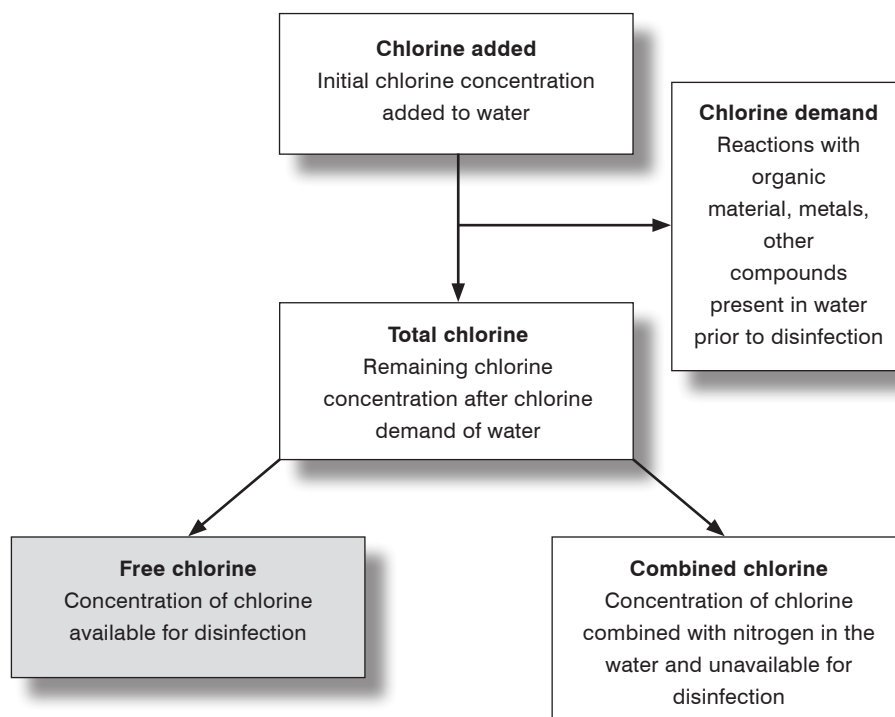 Chlorine added
Initial chlorine concentration
added to water
Chlorine demand
Reactions with
organic
material, metals,
other
compounds
present in water
prior to disinfection
Total chlorine
Remaining chlorine
concentration after chlorine
demand of water
Free chlorine
Concentration of chlorine
available for disinfection
Combined chlorine
Concentration of chlorine
combined with nitrogen in the
water and unavailable for
disinfection